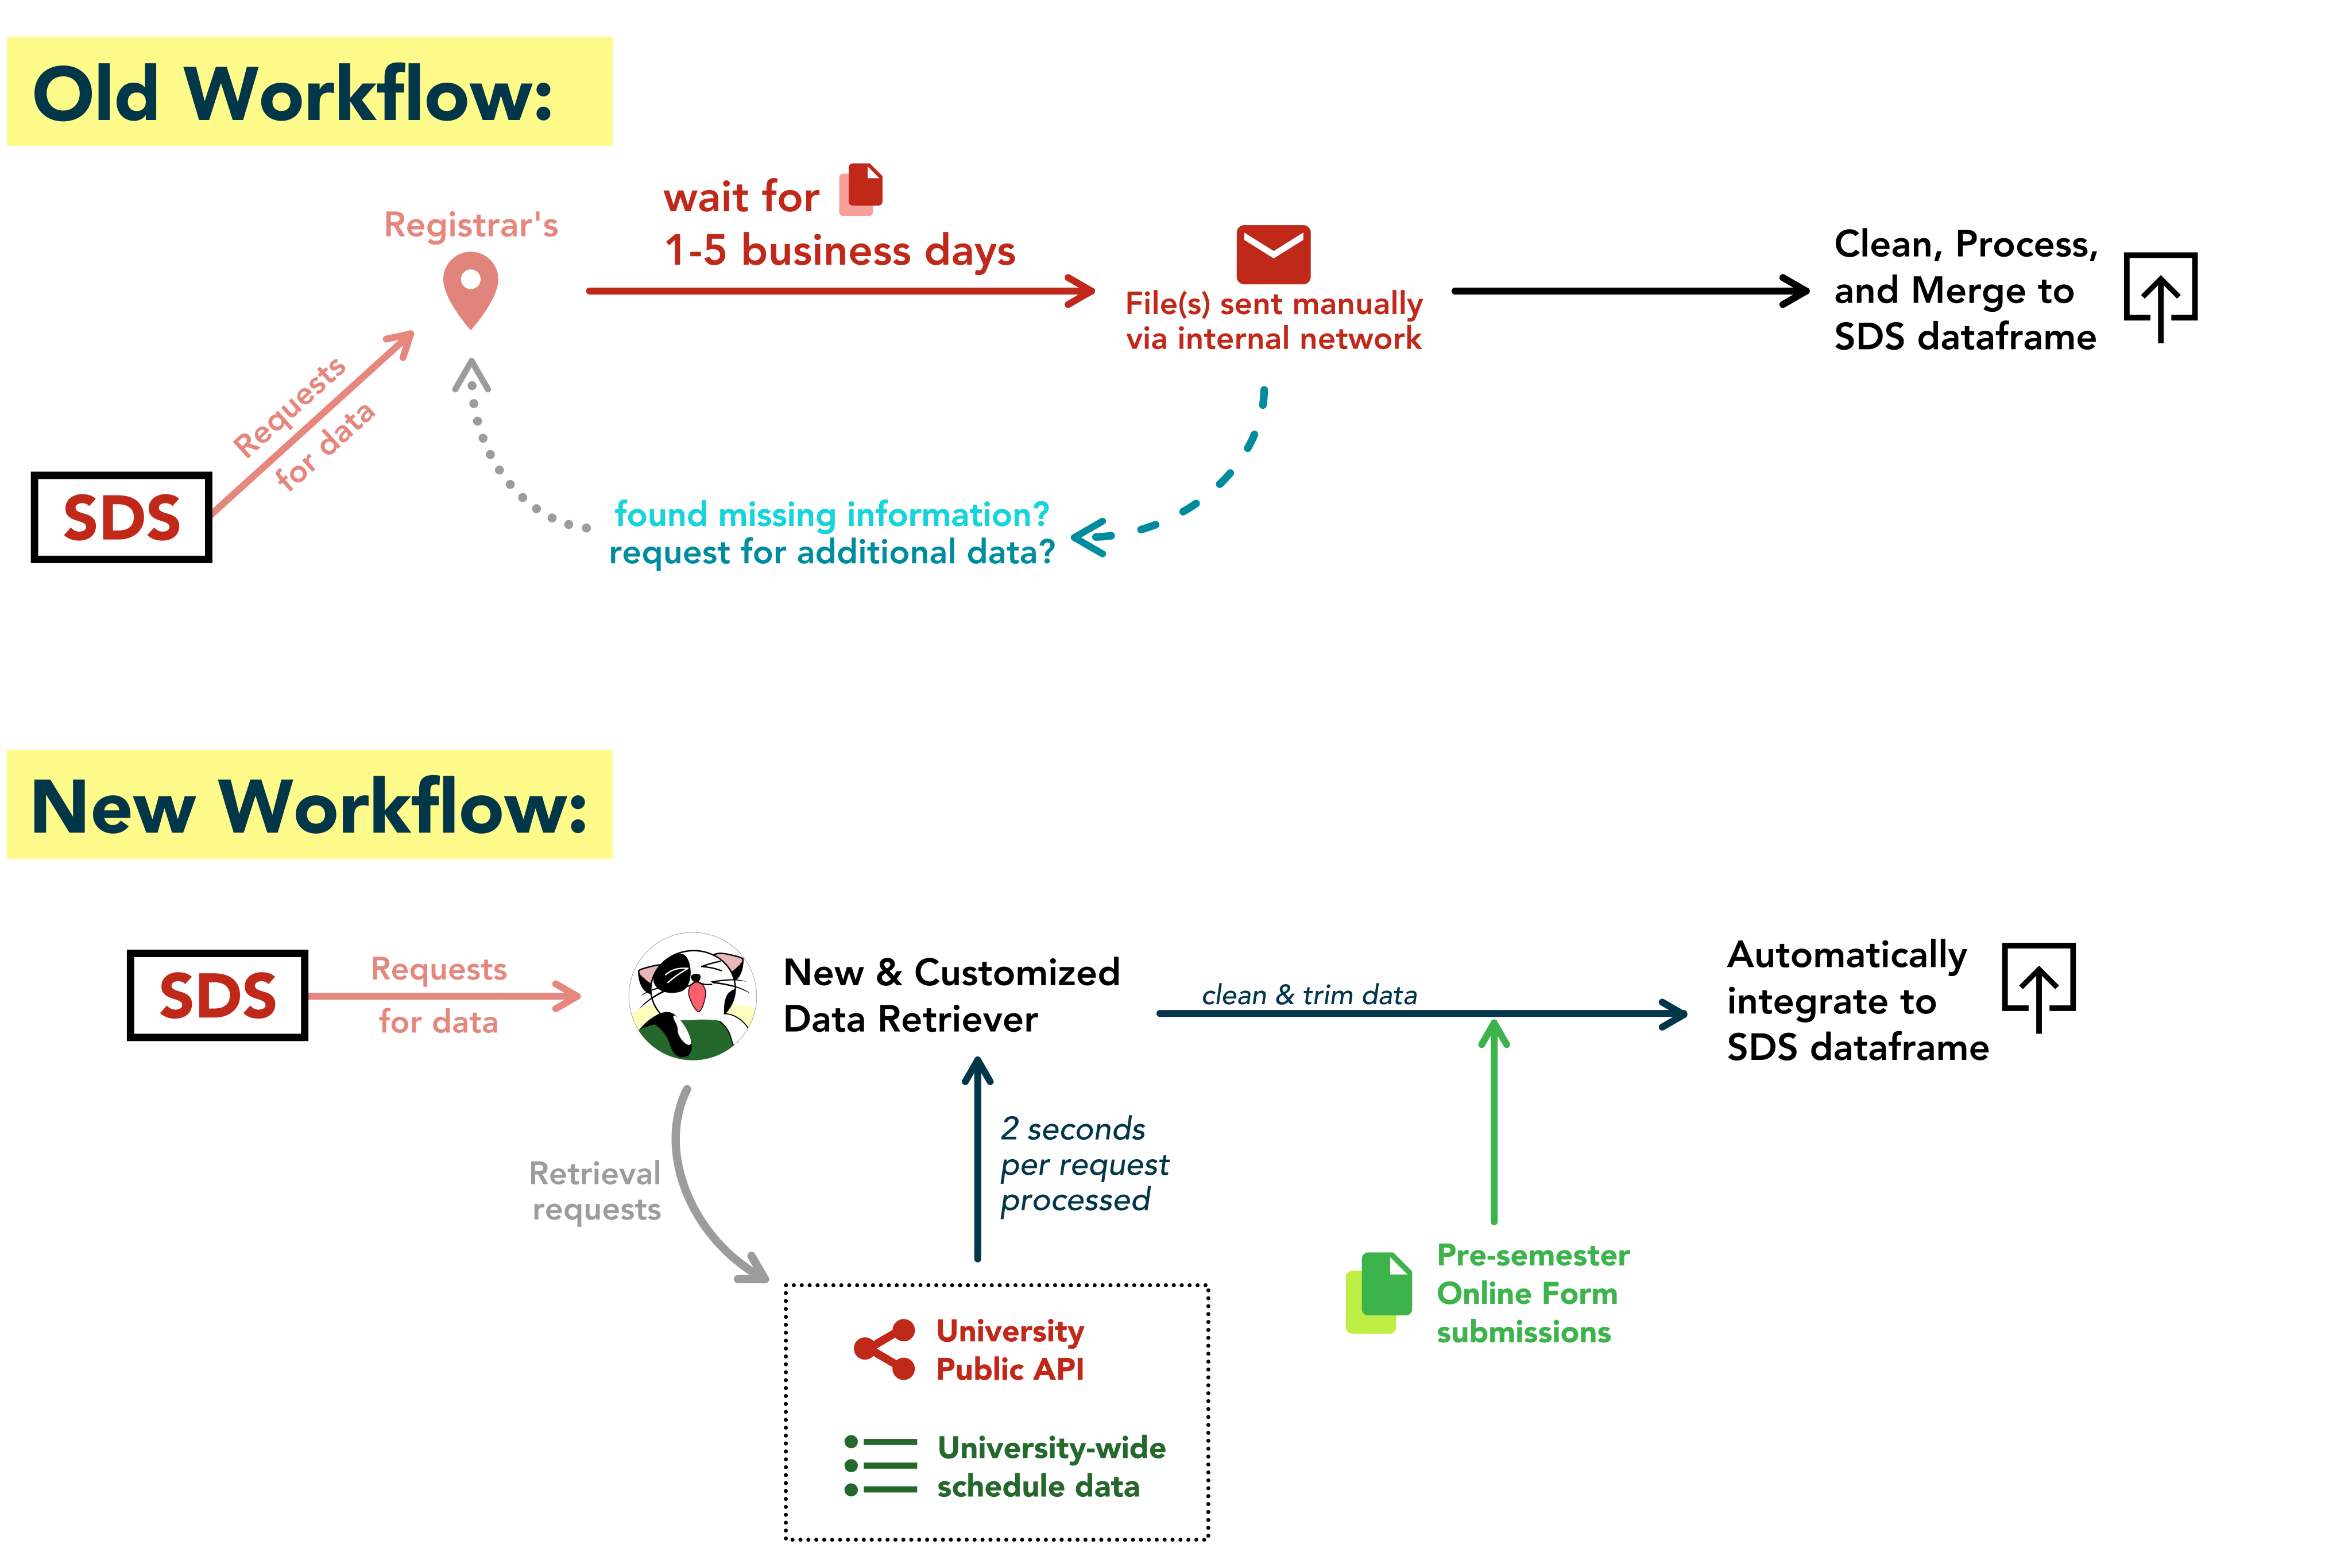 Old Workflow:
Registrar's
wait for
1-5 business days
File(s) sent manually
via internal network
Clean, Process,
and Merge to
SDS dataframe
Requests
for data
SDS
found missing information?
request for additional data?
New Workflow:
SDS
Requests
for data
New & Customized
Data Retriever
clean & trim data
Automatically
integrate to
SDS dataframe
Retrieval
requests
2 seconds
per request
processed
Pre-semester
Online Form
submissions
University
Public API
University-wide
schedule data